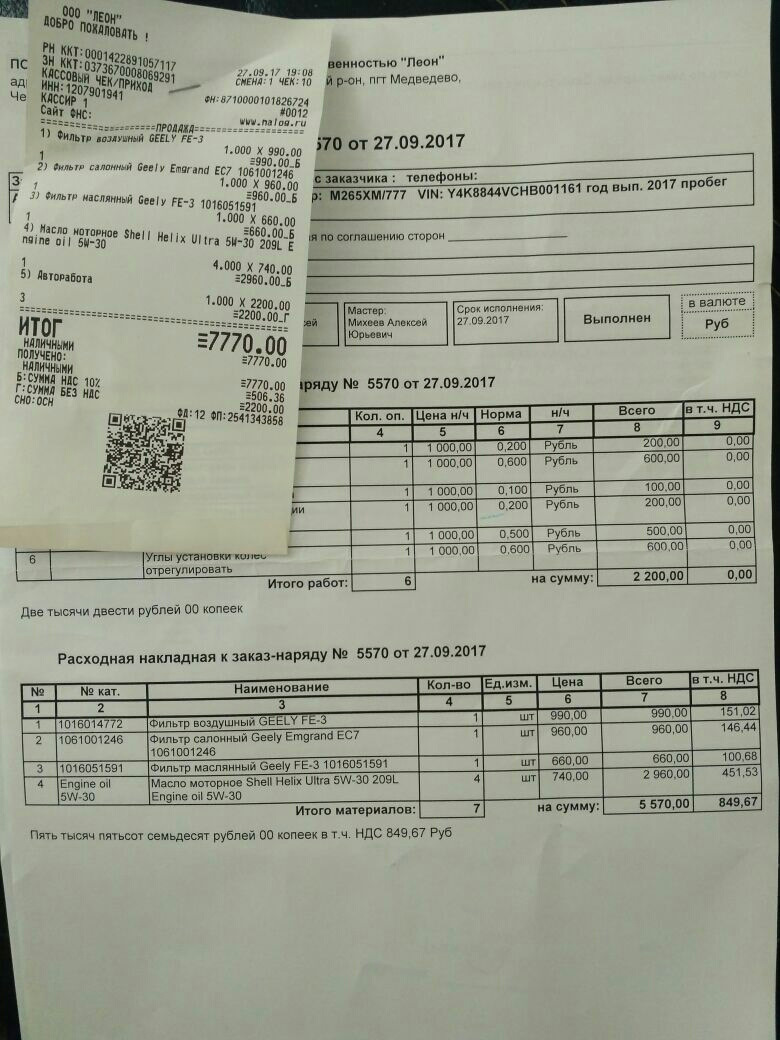 ООО "ЛЕОН"
ДОБРО ПОЖАЛОВАТЬ !
РН ККТ:0001422891057117
ЗН ККТ:0373670008069291
27.09.17 19:08
КАССОВЫЙ ЧЕК/ПРИХОД
СМЕНА:1 ЧЕК:10
ИНН:1207901941
ФН:8710000101826724
КАССИР 1
#0012
Сайт ФНС:
www.nalog.ru
ПРОДАЖА
1) Фильтр воздушный GEELY FE-3
1.000 X 990.00
1
≡990.00_Б
2) Фильтр салонный Geely Emgrand EC7 1061001246
1.000 X 960.00
1
≡960.00_Б
3) Фильтр маслянный Geely FE-3 1016051591
1.000 X 660.00
1
≡660.00_Б
4) Масло моторное Shell Helix Ultra 5W-30 209L E
ngine oil 5W-30
4.000 X 740.00
1
≡2960.00_Б
5) Авторабота
1.000 X 2200.00
3
≡2200.00_Г
ИТОГ ≡7770.00
НАЛИЧНЫМИ ≡7770.00
ПОЛУЧЕНО:
НАЛИЧНЫМИ ≡7770.00
Б:СУММА НДС 10% ≡506.36
Г:СУММА БЕЗ НДС ≡2200.00
СНО:ОСН ФД:12 ФП:2541343858
ПО
венностью "Леон"
ад
й р-он, пгт Медведево,
Че
570 от 27.09.2017
З
с заказчика : телефоны:
р: М265ХМ/777 VIN: Y4K8844VCHB001161 год вып. 2017 пробег
я по соглашению сторон
сей
Мастер:
Михеев Алексей
Юрьевич
Срок исполнения:
27.09.2017
Выполнен
в валюте
Руб
наряду № 5570 от 27.09.2017
Кол. оп. Цена н/ч Норма н/ч Всего в т.ч. НДС
4 5 6 7 8 9
1 1 000,00 0,200 Рубль 200,00 0,00
1 1 000,00 0,600 Рубль 600,00 0,00
1 1 000,00 0,100 Рубль 100,00 0,00
ии 1 1 000,00 0,200 Рубль 200,00 0,00
1 1 000,00 0,500 Рубль 500,00 0,00
6 Углы установки колес 1 1 000,00 0,600 Рубль 600,00 0,00
отрегулировать
Итого работ: 6 на сумму: 2 200,00 0,00
Две тысячи двести рублей 00 копеек
Расходная накладная к заказ-наряду № 5570 от 27.09.2017
№ № кат. Наименование Кол-во Ед.изм. Цена Всего в т.ч. НДС
1 2 3 4 5 6 7 8
1 1016014772 Фильтр воздушный GEELY FE-3 1 шт 990,00 990,00 151,02
2 1061001246 Фильтр салонный Geely Emgrand EC7 1 шт 960,00 960,00 146,44
1061001246
3 1016051591 Фильтр маслянный Geely FE-3 1016051591 1 шт 660,00 660,00 100,68
4 Engine oil Масло моторное Shell Helix Ultra 5W-30 209L 4 шт 740,00 2 960,00 451,53
5W-30 Engine oil 5W-30
Итого материалов: 7 на сумму: 5 570,00 849,67
Пять тысяч пятьсот семьдесят рублей 00 копеек в т.ч. НДС 849,67 Руб